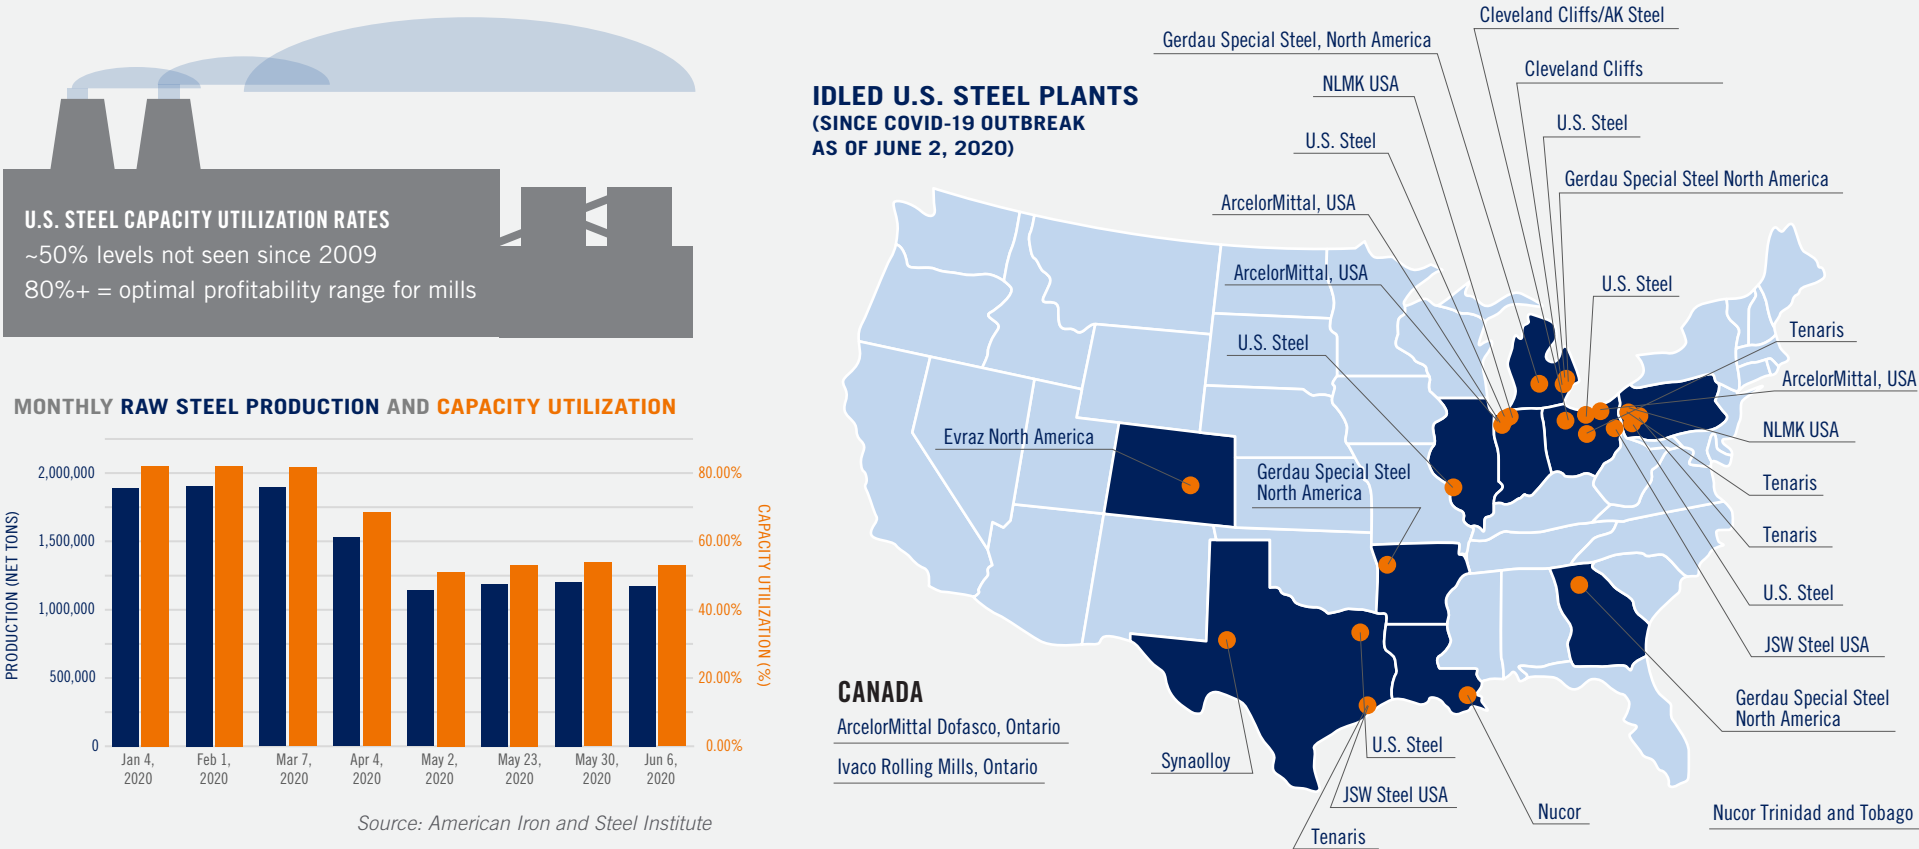 U.S. STEEL CAPACITY UTILIZATION RATES
~50% levels not seen since 2009
80%+ = optimal profitability range for mills
MONTHLY RAW STEEL PRODUCTION AND CAPACITY UTILIZATION
PRODUCTION (NET TONS)
2,000,000
1,500,000
1,000,000
500,000
0
80.00%
60.00%
40.00%
20.00%
0.00%
CAPACITY UTILIZATION (%)
Jan 4,
2020
Feb 1,
2020
Mar 7,
2020
Apr 4,
2020
May 2,
2020
May 23,
2020
May 30,
2020
Jun 6,
2020
Source: American Iron and Steel Institute
IDLED U.S. STEEL PLANTS
(SINCE COVID-19 OUTBREAK
AS OF JUNE 2, 2020)
Cleveland Cliffs/AK Steel
Gerdau Special Steel, North America
Cleveland Cliffs
NLMK USA
U.S. Steel
U.S. Steel
Gerdau Special Steel North America
ArcelorMittal, USA
ArcelorMittal, USA
U.S. Steel
Tenaris
U.S. Steel
ArcelorMittal, USA
NLMK USA
Evraz North America
Gerdau Special Steel
North America
Tenaris
Tenaris
U.S. Steel
JSW Steel USA
Gerdau Special Steel
North America
CANADA
ArcelorMittal Dofasco, Ontario
Ivaco Rolling Mills, Ontario
Synaolloy
U.S. Steel
JSW Steel USA
Tenaris
Nucor
Nucor Trinidad and Tobago